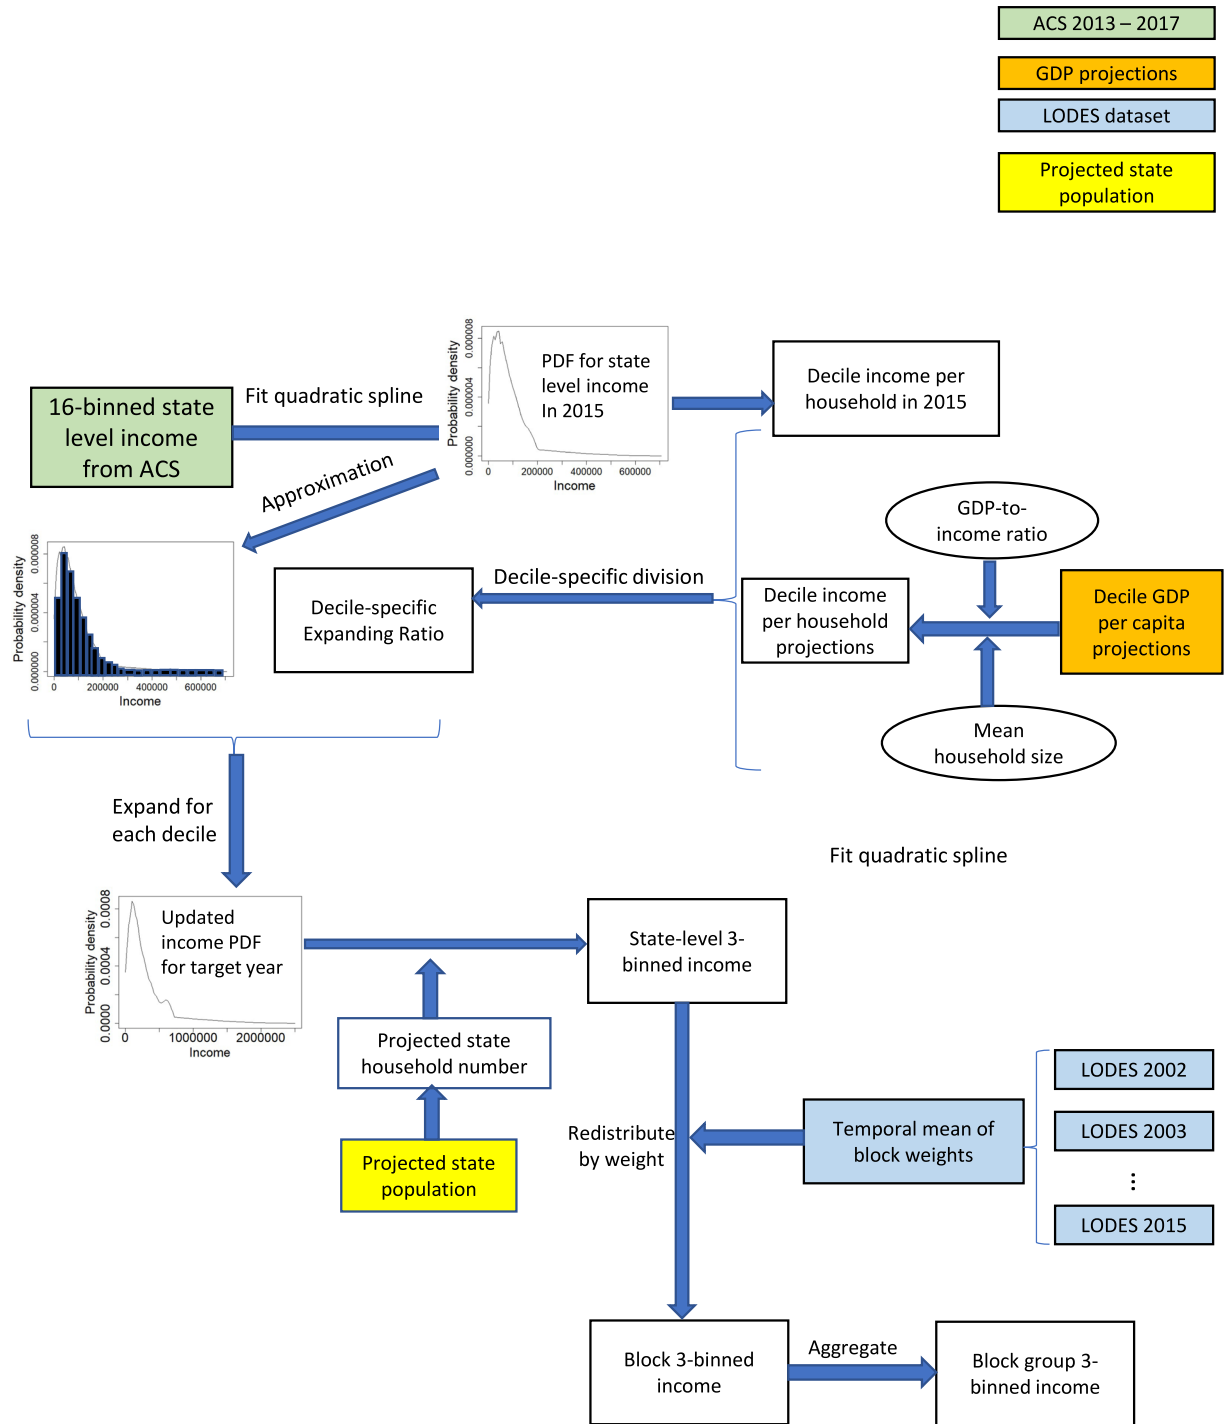 ACS 2013 – 2017
GDP projections
LODES dataset
Projected state
population
Probability density
0.000000 0.000004 0.000008
PDF for state
level income
In 2015
0 200000 400000 600000
Income
Decile income per
household in 2015
16-binned state
level income
from ACS
Fit quadratic spline
Approximation
GDP-to-
income ratio
Probability density
0.000000 0.000004 0.000008
0 200000 400000 600000
Income
Decile-specific
Expanding Ratio
Decile-specific division
Decile income
per household
projections
Decile GDP
per capita
projections
Mean
household size
Expand for
each decile
Fit quadratic spline
Probability density
0.0000 0.0004 0.0008
Updated
income PDF
for target year
0 1000000 2000000
Income
State-level 3-
binned income
Projected state
household number
Projected state
population
Redistribute
by weight
Temporal mean of
block weights
LODES 2002
LODES 2003
...
LODES 2015
Block 3-binned
income
Aggregate
Block group 3-
binned income